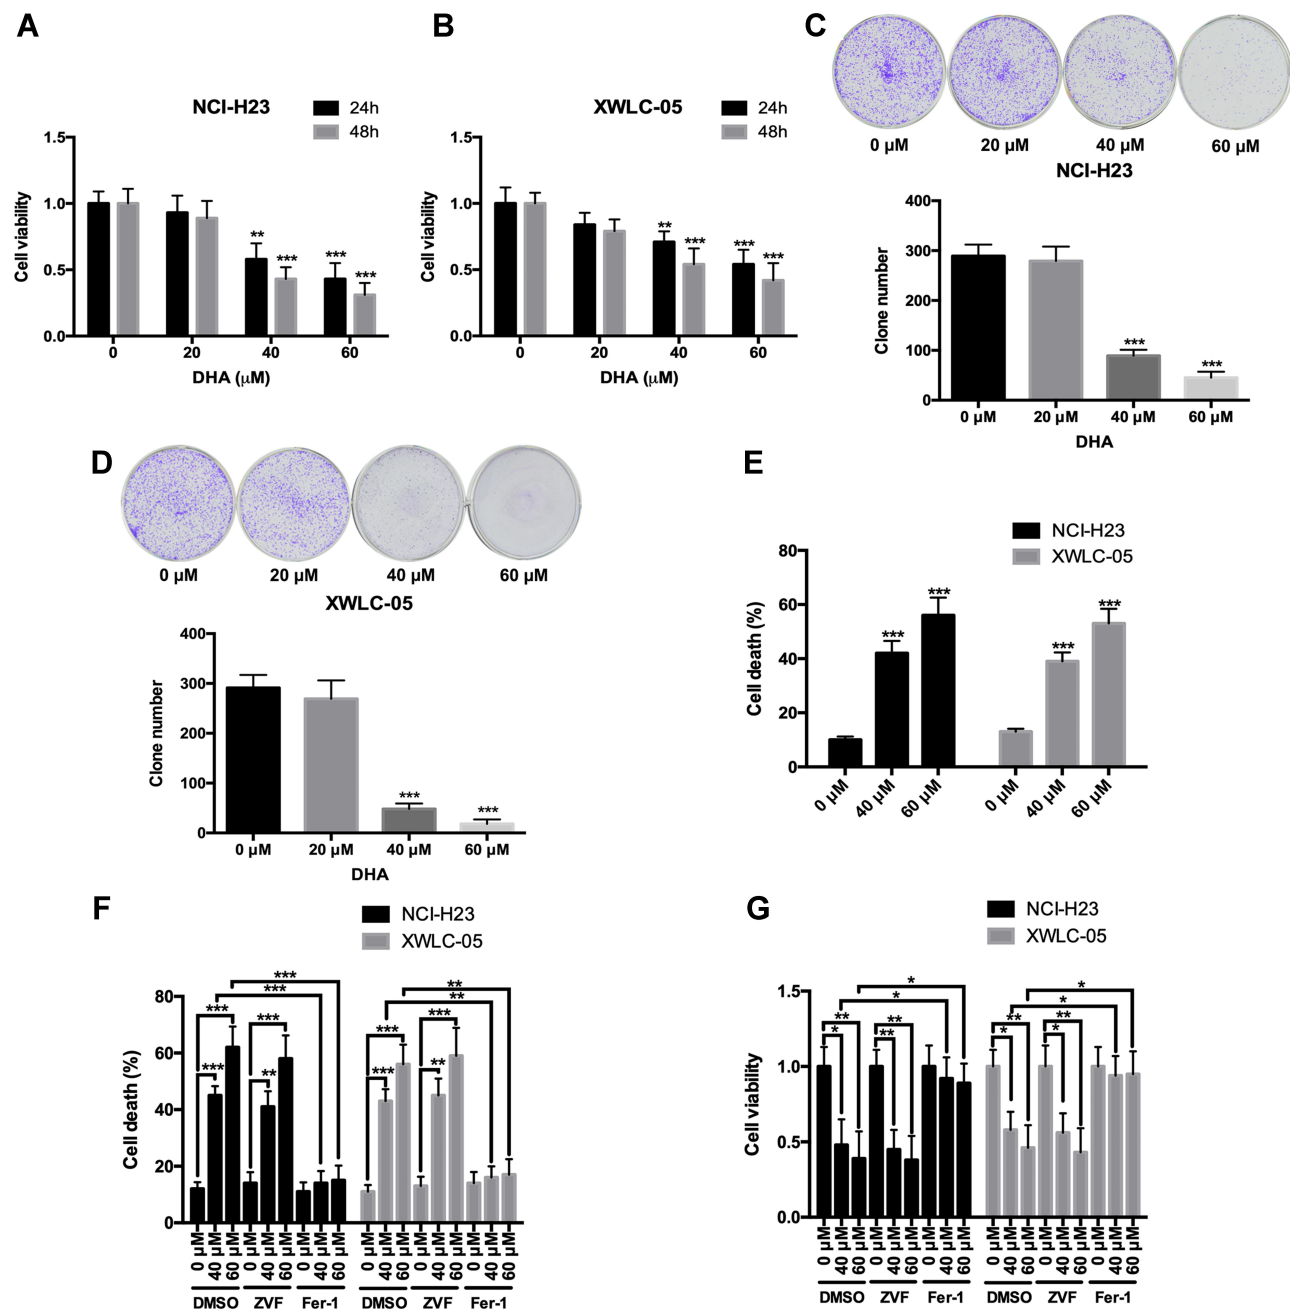 A
NCI-H23
24h
48h
Cell viability
1.5
1.0
0.5
0.0
** *** *** ***
0 20 40 60
DHA (μM)
B
XWLC-05
24h
48h
Cell viability
1.5
1.0
0.5
0.0
** *** *** ***
0 20 40 60
DHA (μM)
C
0 μM 20 μM 40 μM 60 μM
NCI-H23
Clone number
400
300
200
100
0
*** ***
0 μM 20 μM 40 μM 60 μM
DHA
D
0 μM 20 μM 40 μM 60 μM
XWLC-05
Clone number
400
300
200
100
0
*** ***
0 μM 20 μM 40 μM 60 μM
DHA
E
NCI-H23
XWLC-05
Cell death (%)
80
60
40
20
0
*** *** *** ***
0 μM 40 μM 60 μM 0 μM 40 μM 60 μM
F
NCI-H23
XWLC-05
Cell death (%)
80
60
40
20
0
*** ** 
*** **
*** *** *** ***
*** ** *** **
0 μM 40 μM 60 μM 0 μM 40 μM 60 μM 0 μM 40 μM 60 μM 0 μM 40 μM 60 μM 0 μM 40 μM 60 μM 0 μM 40 μM 60 μM
DMSO ZVF Fer-1 DMSO ZVF Fer-1
G
NCI-H23
XWLC-05
Cell viability
1.5
1.0
0.5
0.0
* *
* *
** ** ** **
* ** * *
0 μM 40 μM 60 μM 0 μM 40 μM 60 μM 0 μM 40 μM 60 μM 0 μM 40 μM 60 μM 0 μM 40 μM 60 μM 0 μM 40 μM 60 μM
DMSO ZVF Fer-1 DMSO ZVF Fer-1